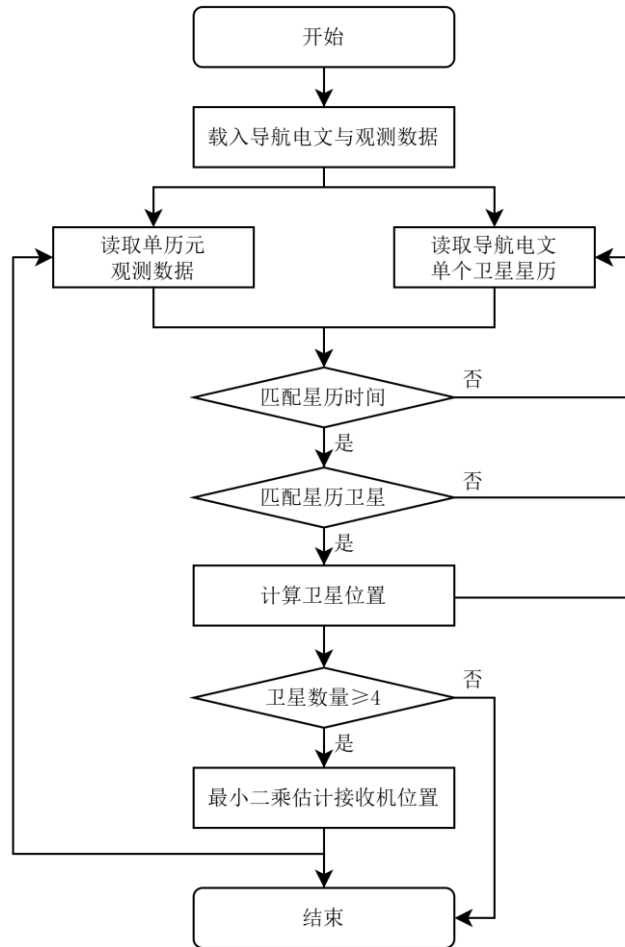 开始
载入导航电文与观测数据
读取单历元
观测数据
读取导航电文
单个卫星星历
匹配星历时间
否
是
匹配星历卫星
否
是
计算卫星位置
卫星数量≥4
否
是
最小二乘估计接收机位置
结束